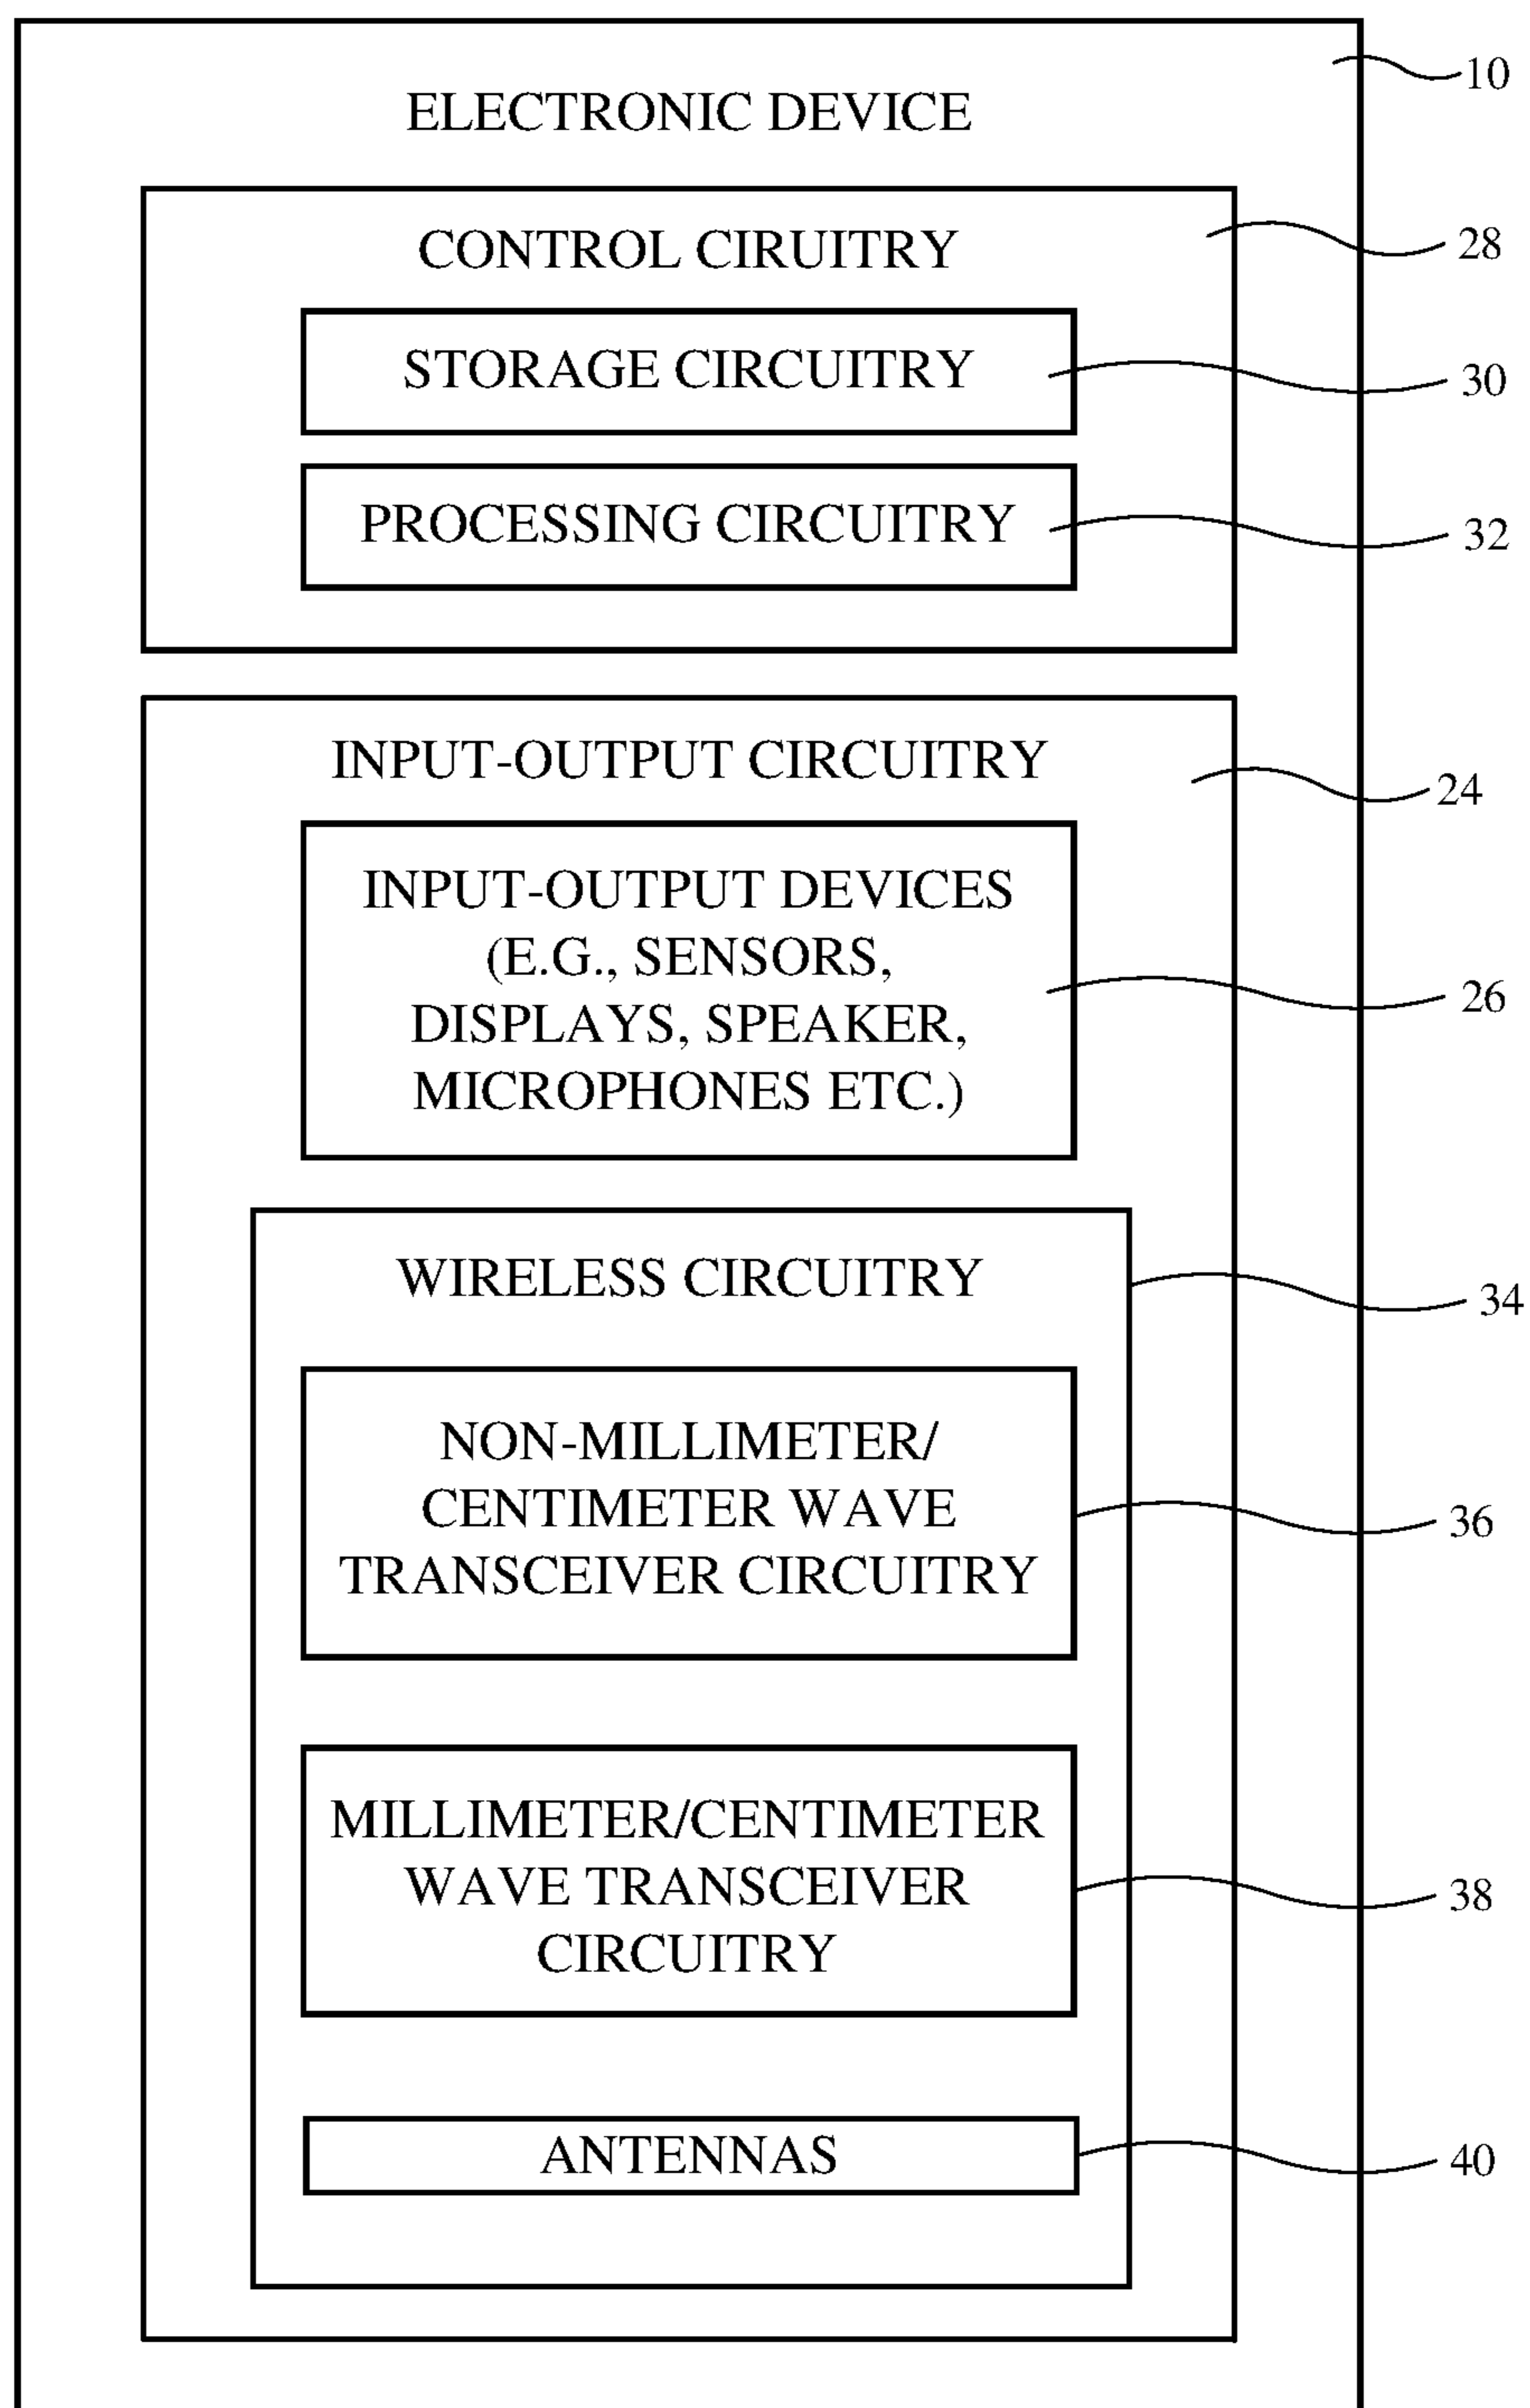 10
ELECTRONIC DEVICE
CONTROL CIRUITRY
28
STORAGE CIRCUITRY
30
PROCESSING CIRCUITRY
32
INPUT-OUTPUT CIRCUITRY
24
INPUT-OUTPUT DEVICES
(E.G., SENSORS,
DISPLAYS, SPEAKER,
MICROPHONES ETC.)
26
WIRELESS CIRCUITRY
34
NON-MILLIMETER/
CENTIMETER WAVE
TRANSCEIVER CIRCUITRY
36
MILLIMETER/CENTIMETER
WAVE TRANSCEIVER
CIRCUITRY
38
ANTENNAS
40